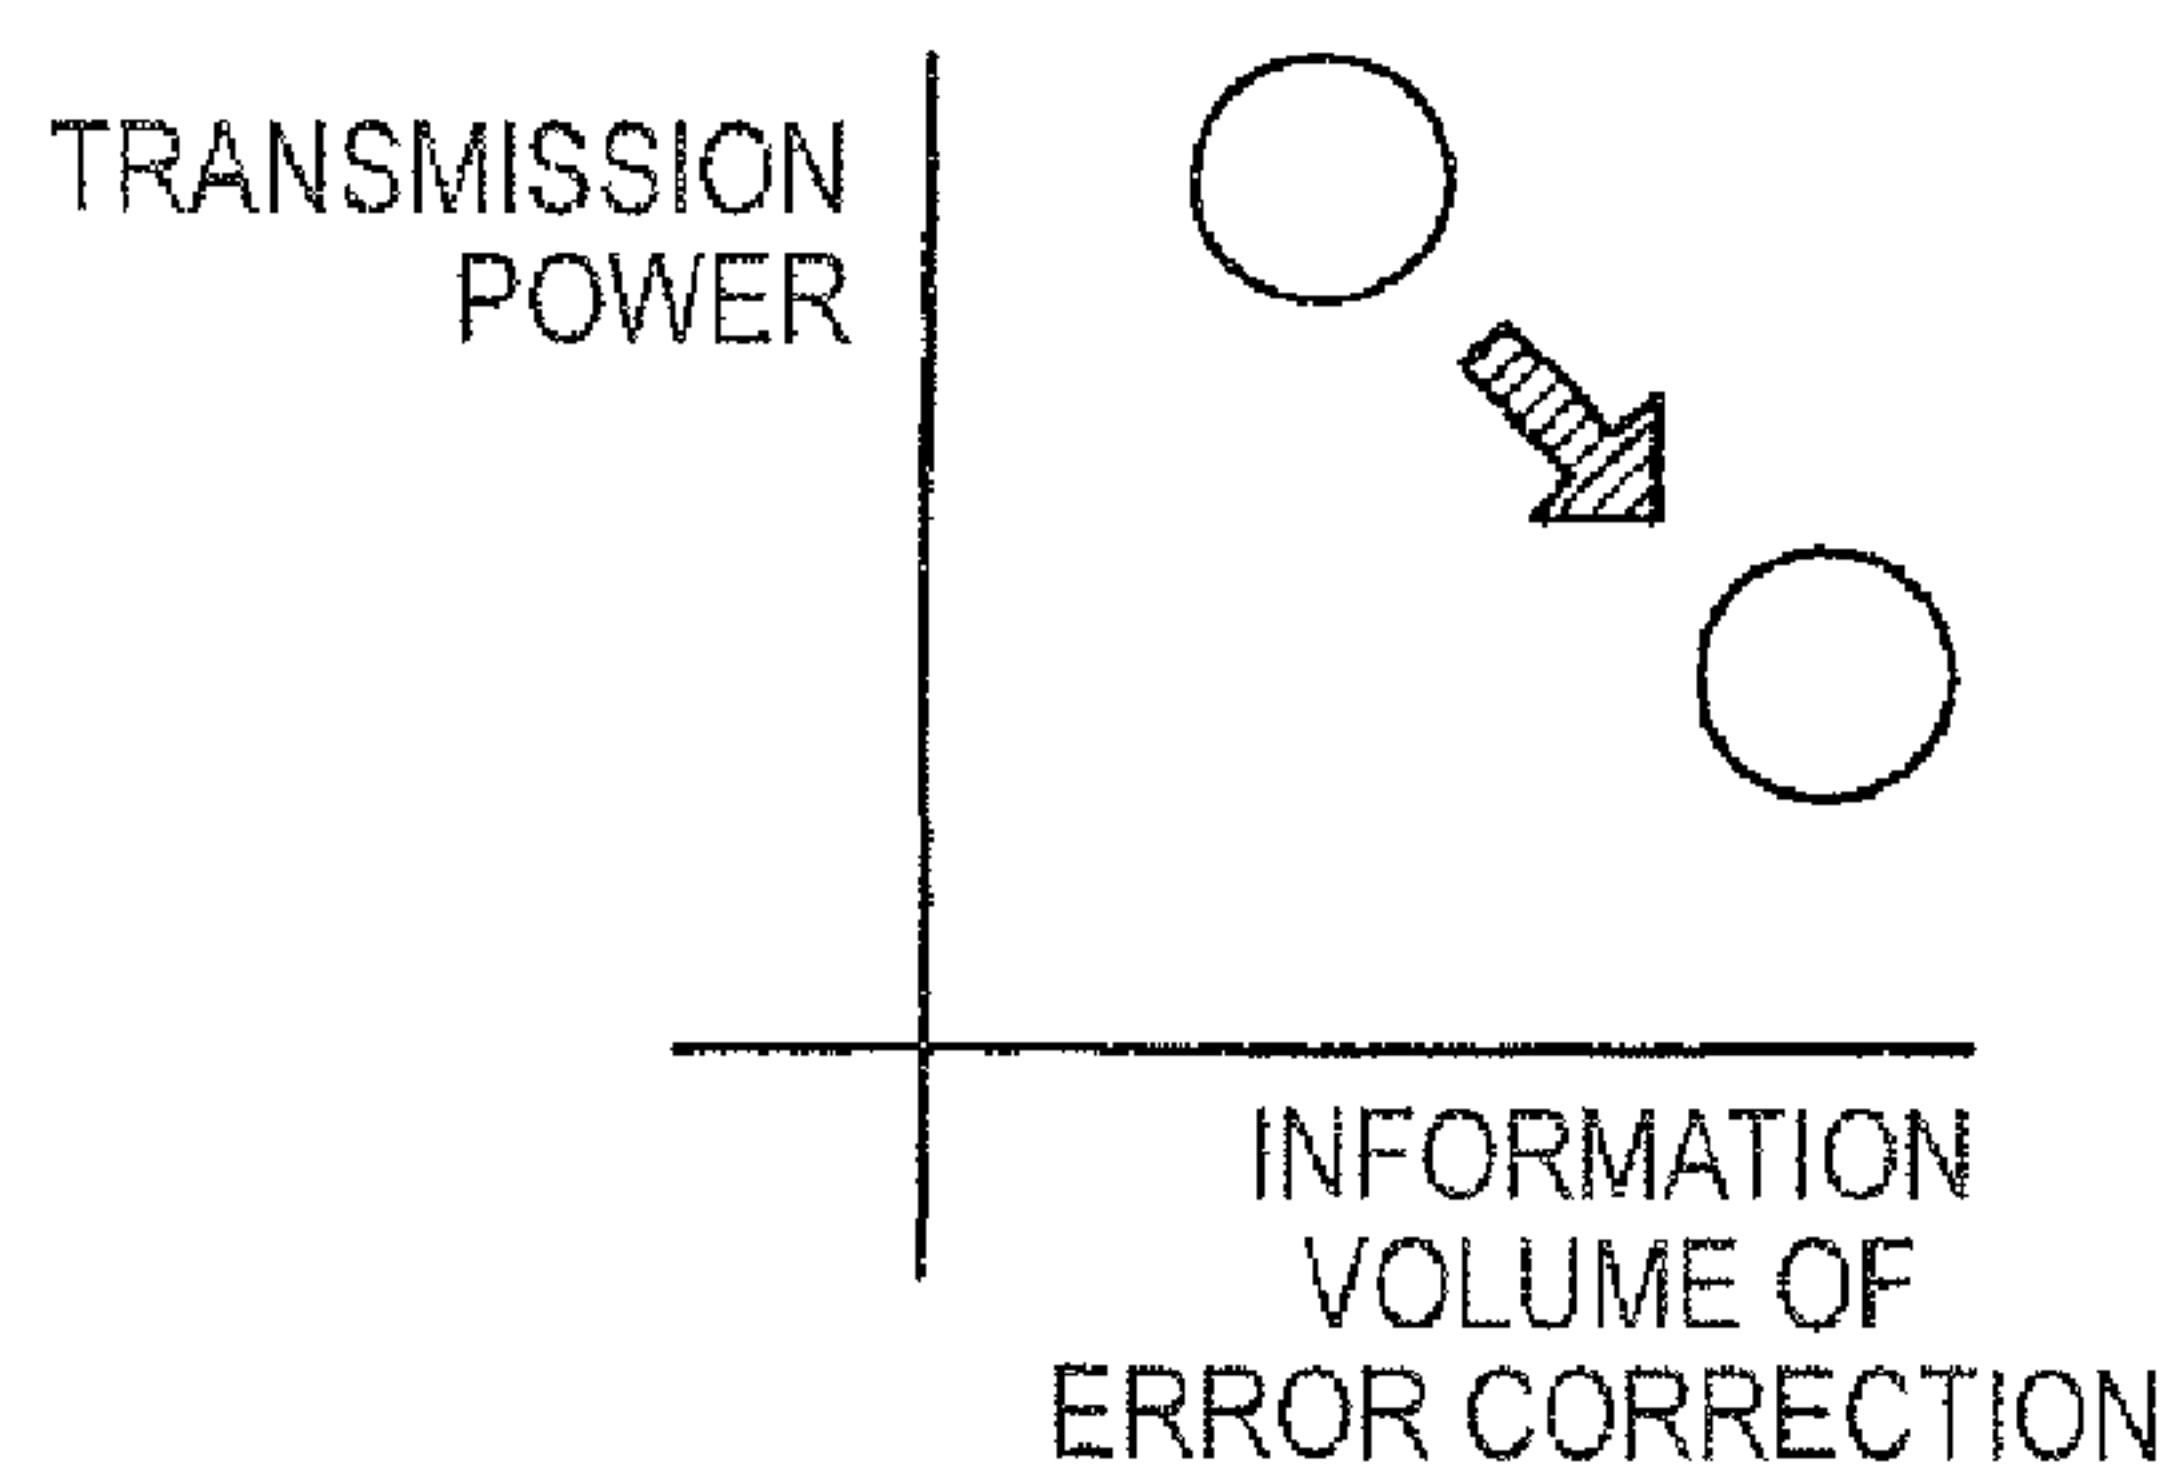 TRANSMISSION
POWER
INFORMATION
VOLUME OF
ERROR CORRECTION